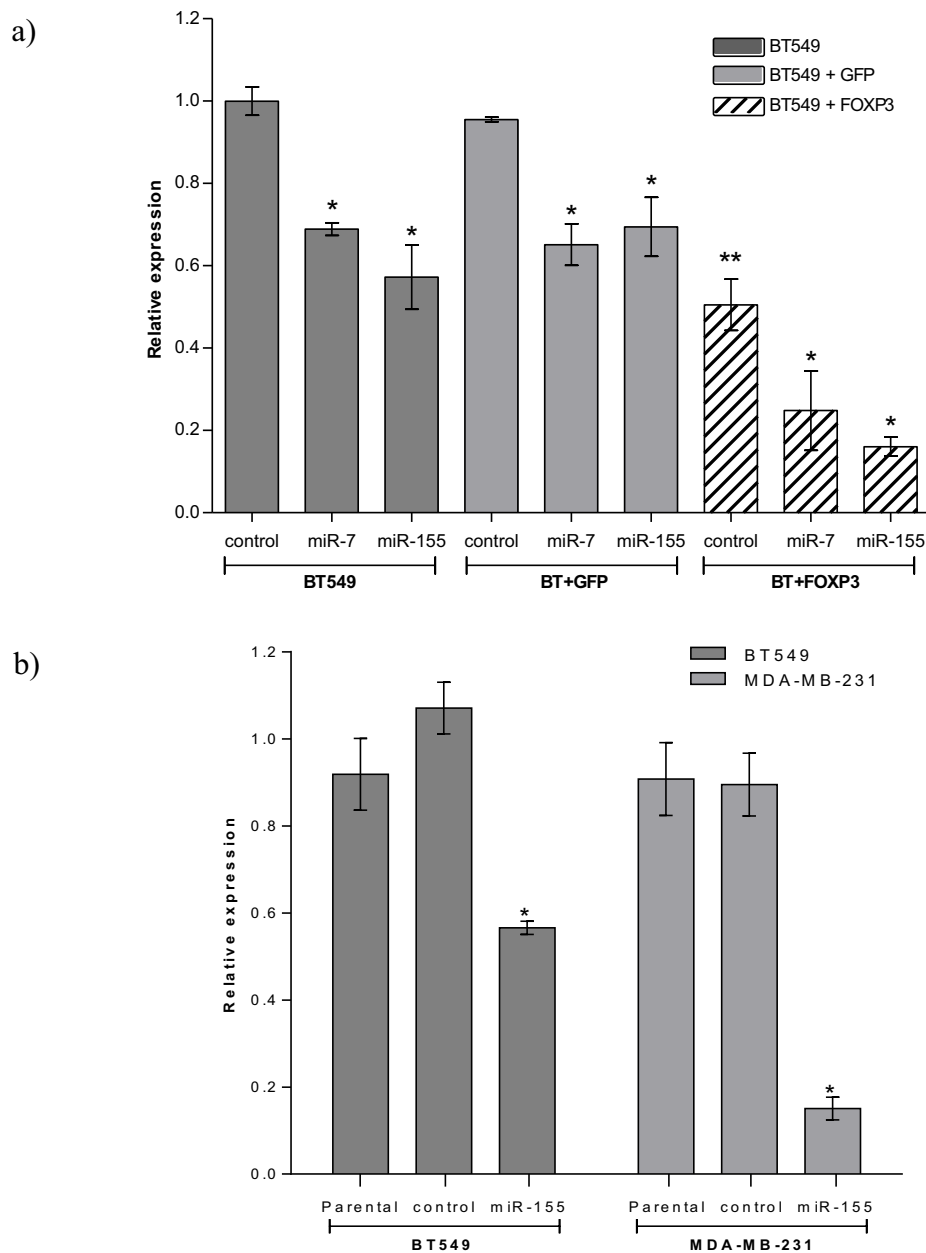 a)
1.2
1.0
0.8
0.6
0.4
0.2
0.0
Relative expression
BT549
BT549 + GFP
BT549 + FOXP3
*
*
*
*
**
*
*
control miR-7 miR-155 control miR-7 miR-155 control miR-7 miR-155
BT549 BT+GFP BT+FOXP3
b)
1.2
1.0
0.8
0.6
0.4
0.2
0.0
Relative expression
BT549
MDA-MB-231
*
*
Parental control miR-155 Parental control miR-155
BT549 MDA-MB-231